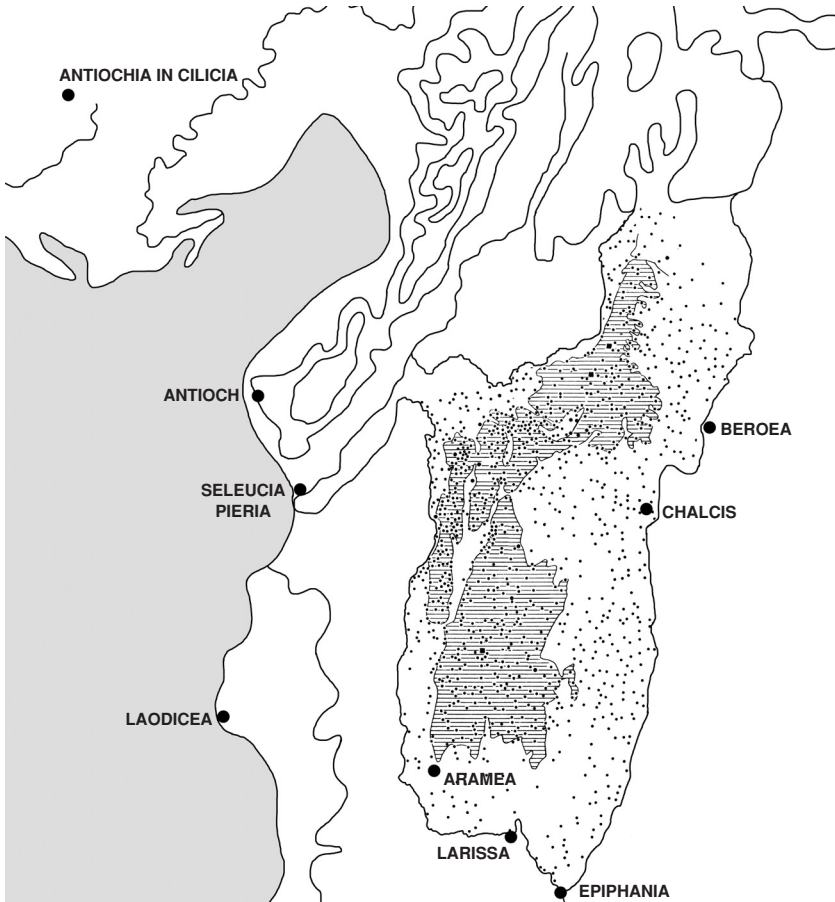 ANTIOCHIA IN CILICIA
ANTIOCH
BEROEA
SELEUCIA
PIERIA
CHALCIS
LAODICEA
ARAMEA
LARISSA
EPIPHANIA